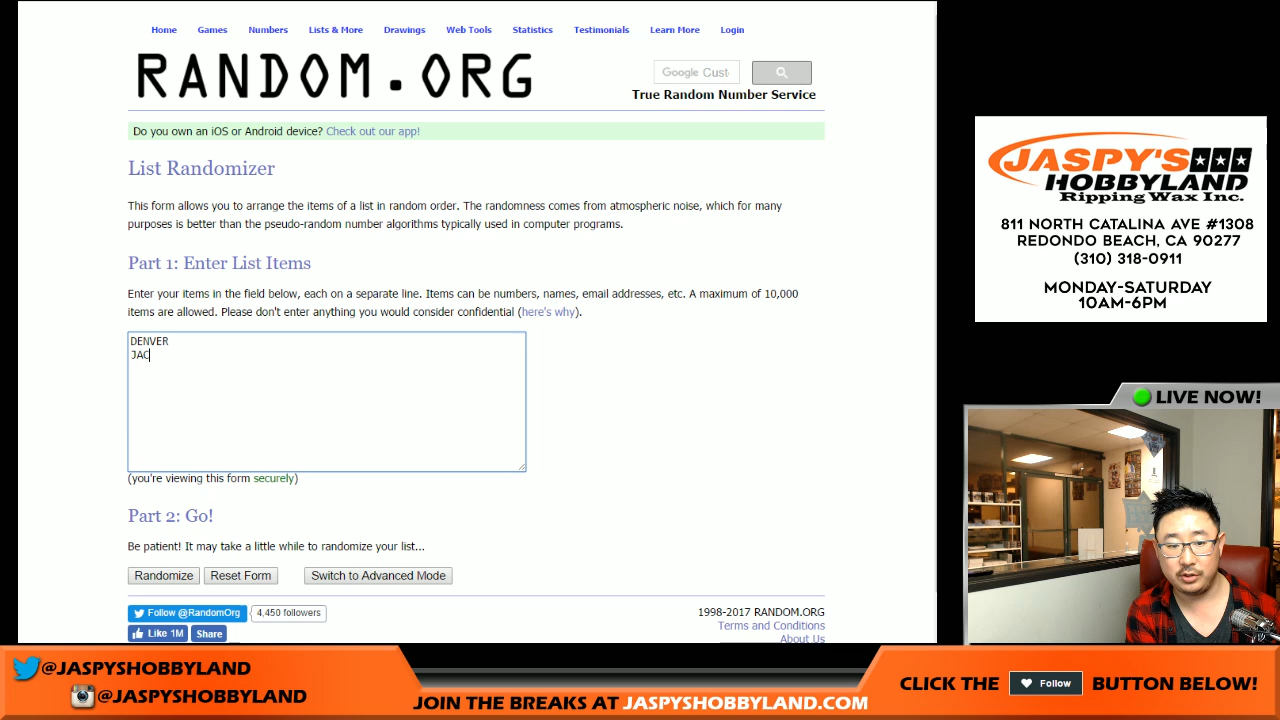 Home Games Numbers Lists & More Drawings Web Tools Statistics Testimonials Learn More Login
RANDOM.ORG
Google Cust
True Random Number Service
Do you own an iOS or Android device? Check out our app!
List Randomizer
This form allows you to arrange the items of a list in random order. The randomness comes from atmospheric noise, which for many
purposes is better than the pseudo-random number algorithms typically used in computer programs.
Part 1: Enter List Items
Enter your items in the field below, each on a separate line. Items can be numbers, names, email addresses, etc. A maximum of 10,000
items are allowed. Please don't enter anything you would consider confidential (here's why).
DENVER
JAC
(you're viewing this form securely)
Part 2: Go!
Be patient! It may take a little while to randomize your list...
Randomize Reset Form Switch to Advanced Mode
Follow @RandomOrg 4,450 followers
Like 1M Share
1998-2017 RANDOM.ORG
Terms and Conditions
About Us
JASPY'S
HOBBYLAND
Ripping Wax Inc.
811 NORTH CATALINA AVE #1308
REDONDO BEACH, CA 90277
(310) 318-0911
MONDAY-SATURDAY
10AM-6PM
LIVE NOW!
@JASPYSHOBBYLAND
@JASPYSHOBBYLAND
JOIN THE BREAKS AT JASPYSHOBBYLAND.COM
CLICK THE Follow BUTTON BELOW!